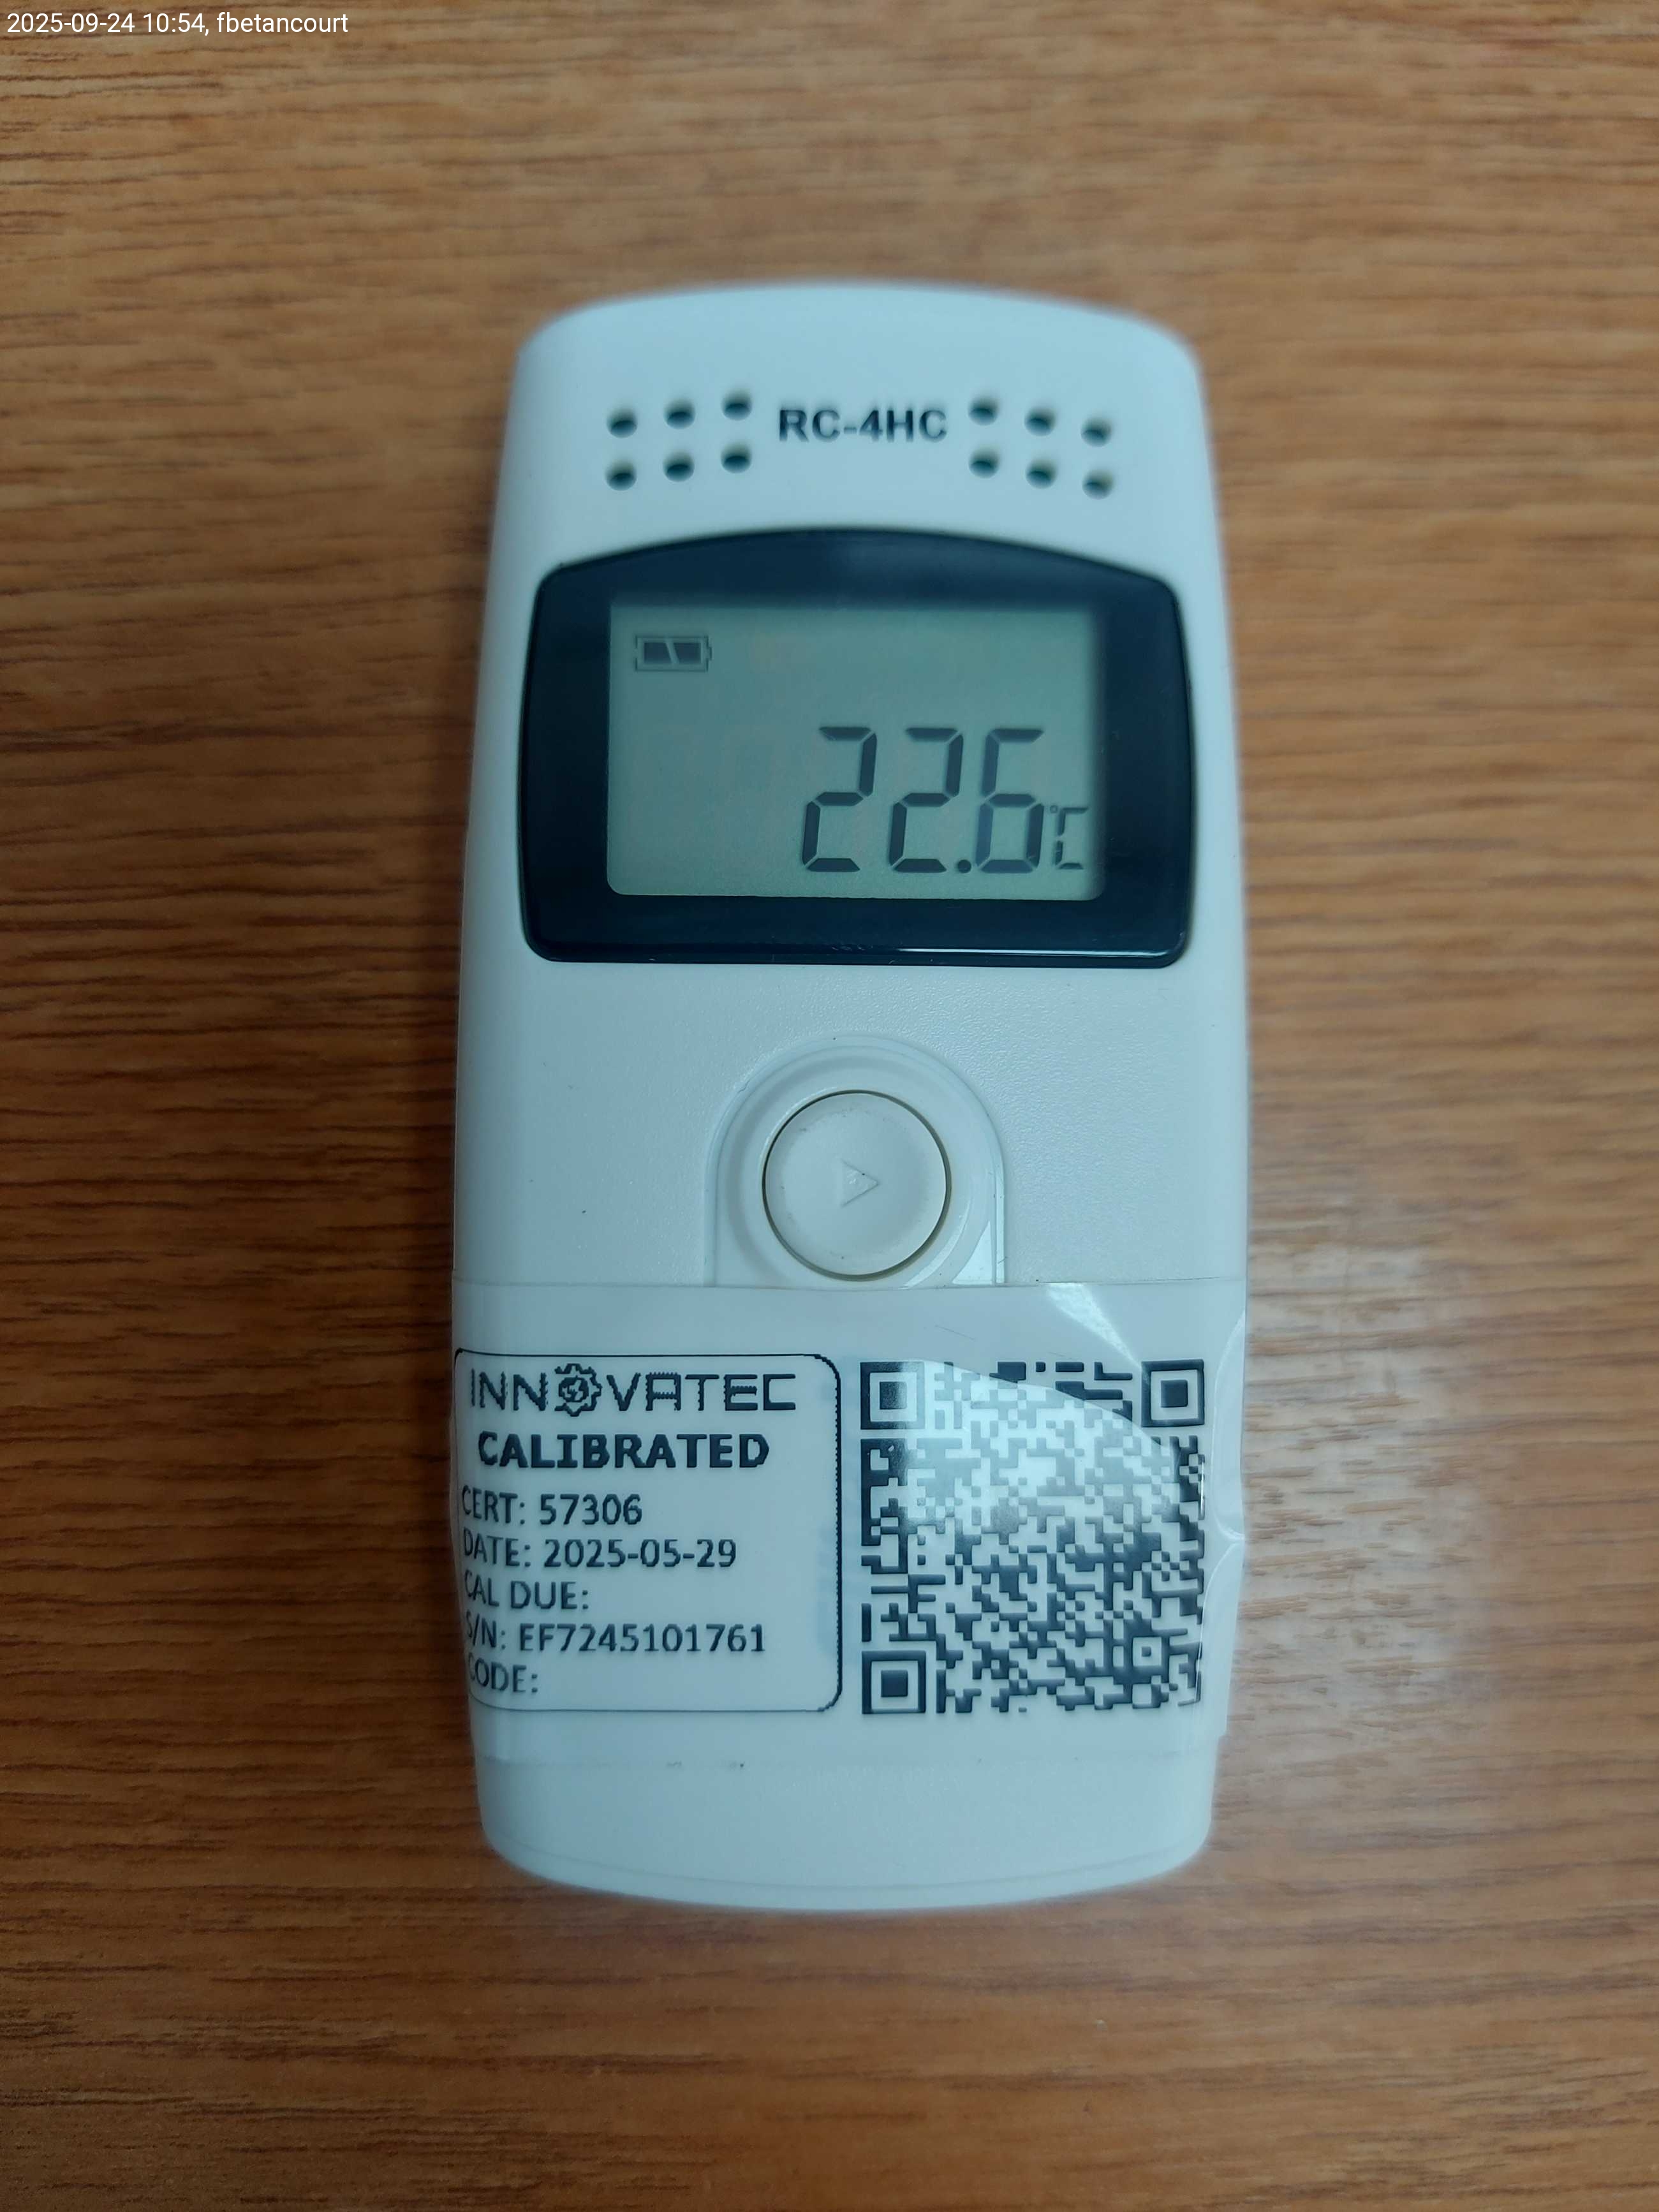 2025-09-24 10:54, fbetancourt
RC-4HC
22.6°C
INNOVATEC
CALIBRATED
CERT: 57306
DATE: 2025-05-29
CAL DUE:
S/N: EF7245101761
CODE: